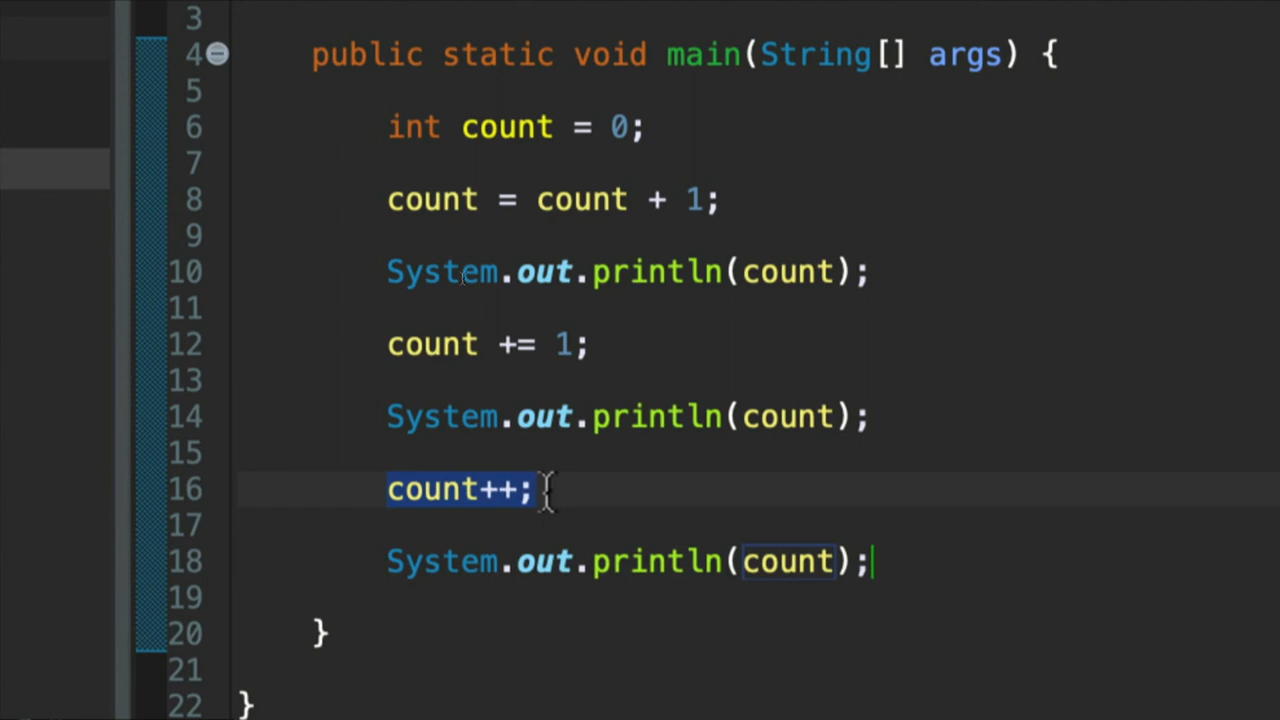 3
4 public static void main(String[] args) {
5
6 int count = 0;
7
8 count = count + 1;
9
10 System.out.println(count);
11
12 count += 1;
13
14 System.out.println(count);
15
16 count++;
17
18 System.out.println(count);
19
20 }
21
22 }